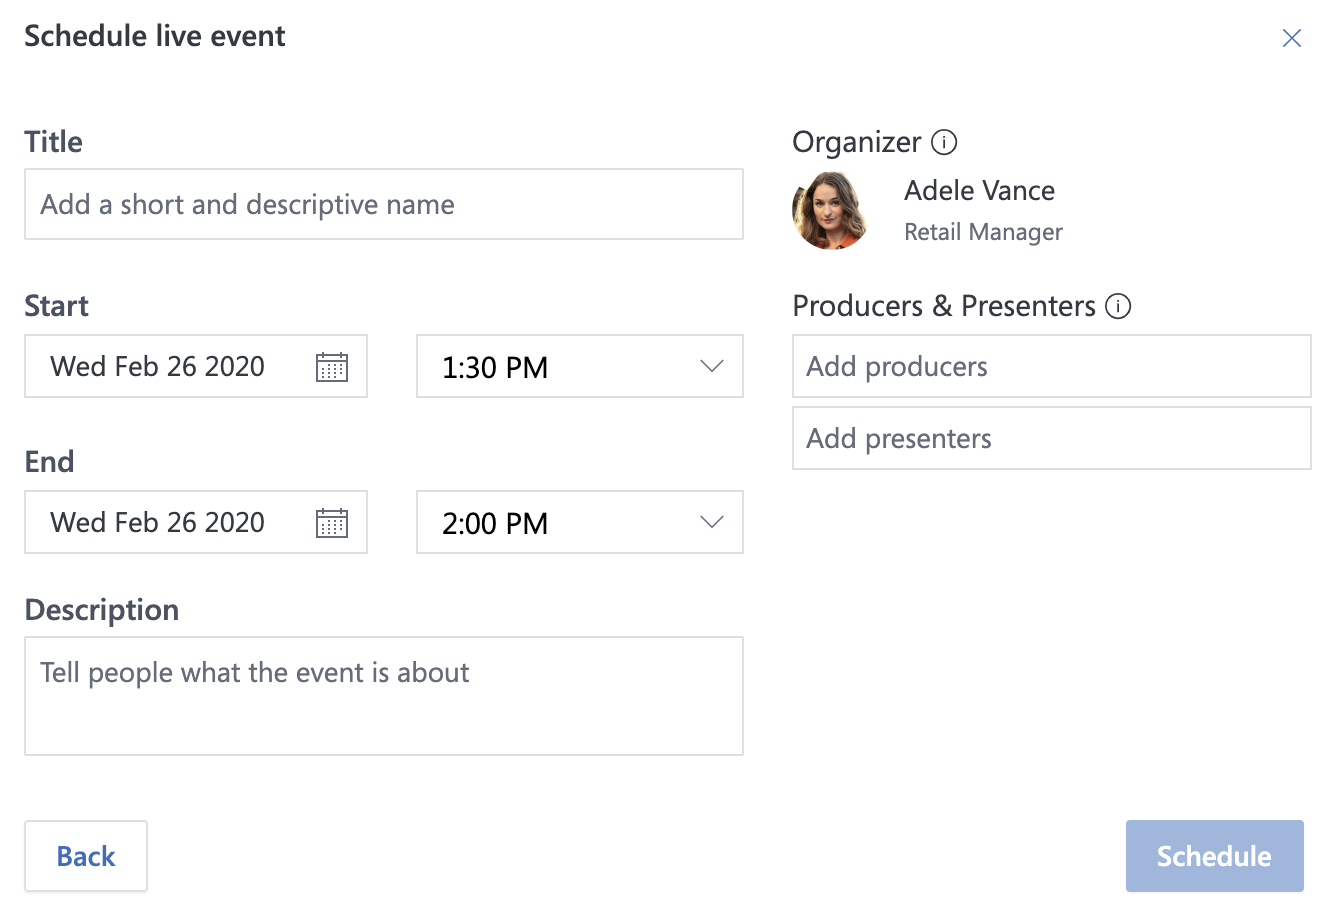 Schedule live event
Title
Add a short and descriptive name
Start
Wed Feb 26 2020
1:30 PM
End
Wed Feb 26 2020
2:00 PM
Description
Tell people what the event is about
Organizer
Adele Vance
Retail Manager
Producers & Presenters
Add producers
Add presenters
Back
Schedule